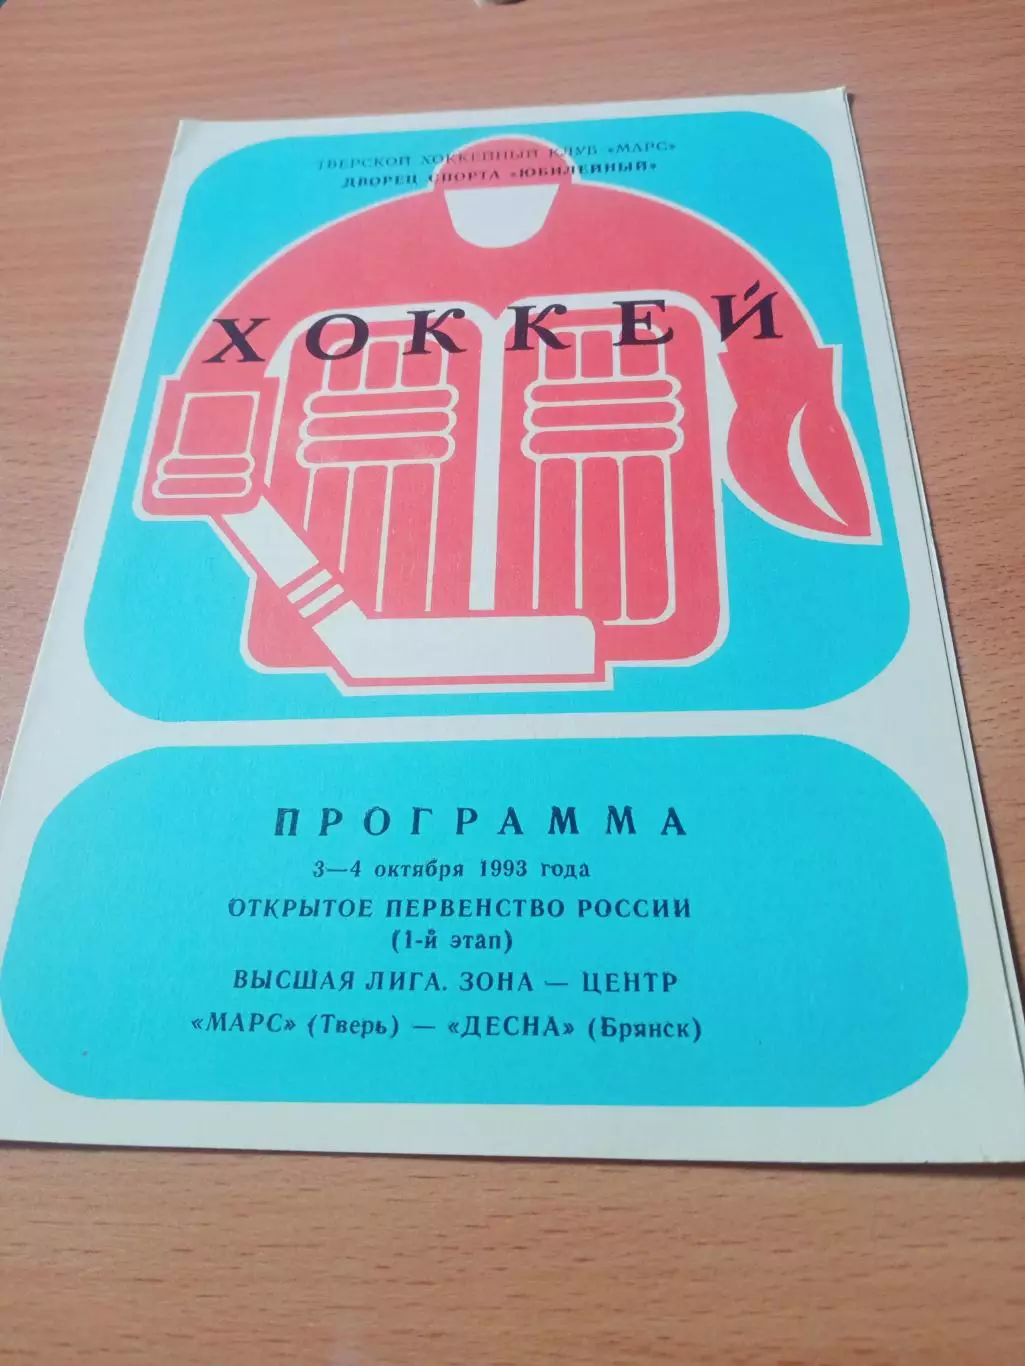 ТВЕРСКОЙ ХОККЕЙНЫЙ КЛУБ «МАРС»
ДВОРЕЦ СПОРТА «ЮБИЛЕЙНЫЙ»
ХОККЕЙ
ПРОГРАММА
3—4 октября 1993 года
ОТКРЫТОЕ ПЕРВЕНСТВО РОССИИ
(1-й этап)
ВЫСШАЯ ЛИГА. ЗОНА — ЦЕНТР
«МАРС» (Тверь) — «ДЕСНА» (Брянск)